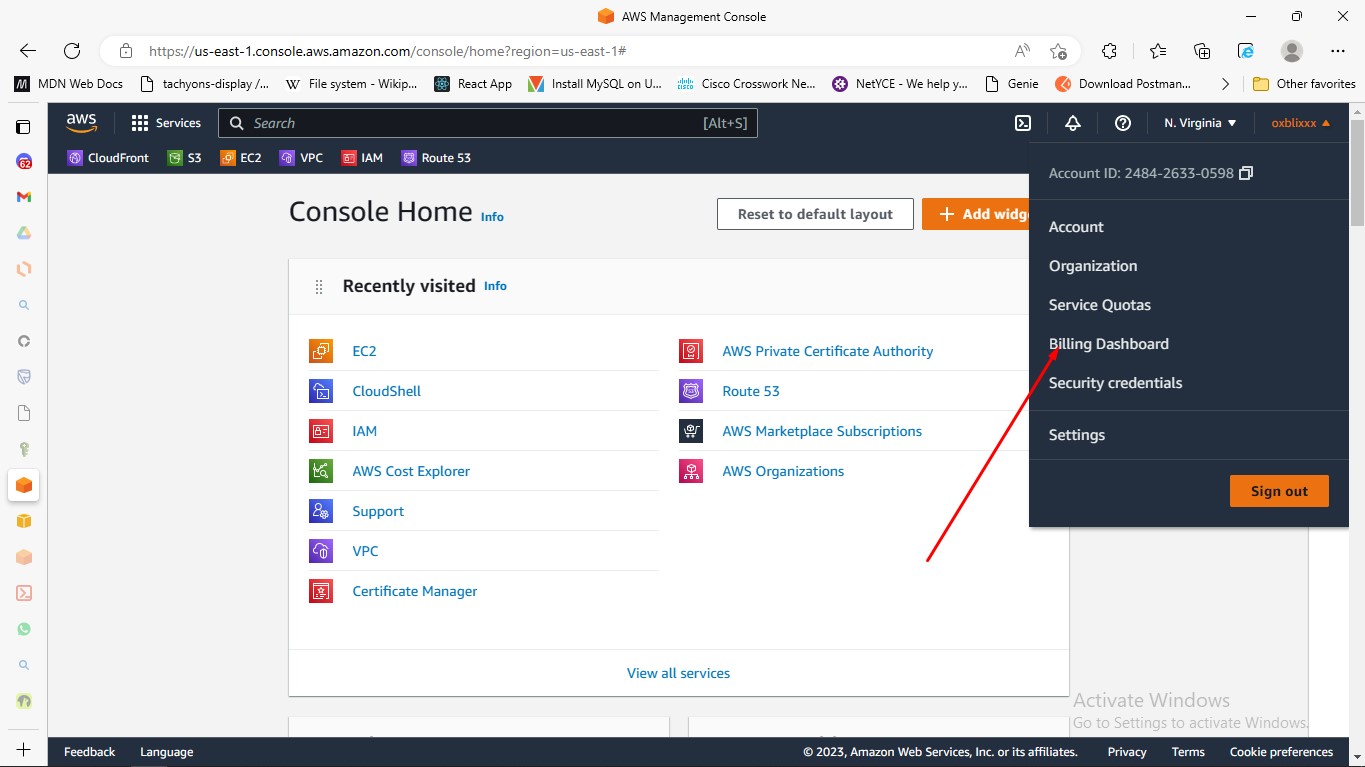 AWS Management Console
https://us-east-1.console.aws.amazon.com/console/home?region=us-east-1#
MDN Web Docs
tachyons-display /...
File system - Wikip...
React App
Install MySQL on U...
Cisco Crosswork Ne...
NetYCE - We help y...
Genie
Download Postman...
Other favorites
62
aws
Services
Search
[Alt+S]
N. Virginia
oxblixxx
CloudFront
S3
EC2
VPC
IAM
Route 53
Account ID: 2484-2633-0598
Account
Organization
Service Quotas
Billing Dashboard
Security credentials
Settings
Sign out
Console Home
Info
Reset to default layout
Recently visited
Info
EC2
CloudShell
IAM
AWS Cost Explorer
Support
VPC
Certificate Manager
AWS Private Certificate Authority
Route 53
AWS Marketplace Subscriptions
AWS Organizations
View all services
Activate Windows
Go to Settings to activate Windows.
Feedback
Language
© 2023, Amazon Web Services, Inc. or its affiliates.
Privacy
Terms
Cookie preferences